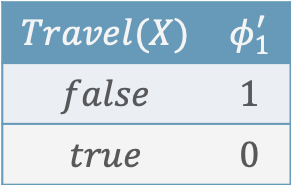 Travel(X) ϕ′₁
false 1
true 0